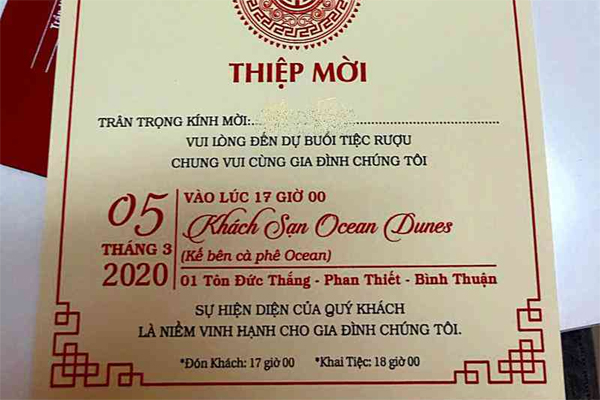 THIỆP MỜI
TRÂN TRỌNG KÍNH MỜI:
VUI LÒNG ĐẾN DỰ BUỔI TIỆC RƯỢU
CHUNG VUI CÙNG GIA ĐÌNH CHÚNG TÔI
05
THÁNG 3
2020
VÀO LÚC 17 GIỜ 00
Khách Sạn Ocean Dunes
(Kế bên cà phê Ocean)
01 Tôn Đức Thắng - Phan Thiết - Bình Thuận
SỰ HIỆN DIỆN CỦA QUÝ KHÁCH
LÀ NIỀM VINH HẠNH CHO GIA ĐÌNH CHÚNG TÔI.
*Đón Khách: 17 giờ 00 *Khai Tiệc: 18 giờ 00